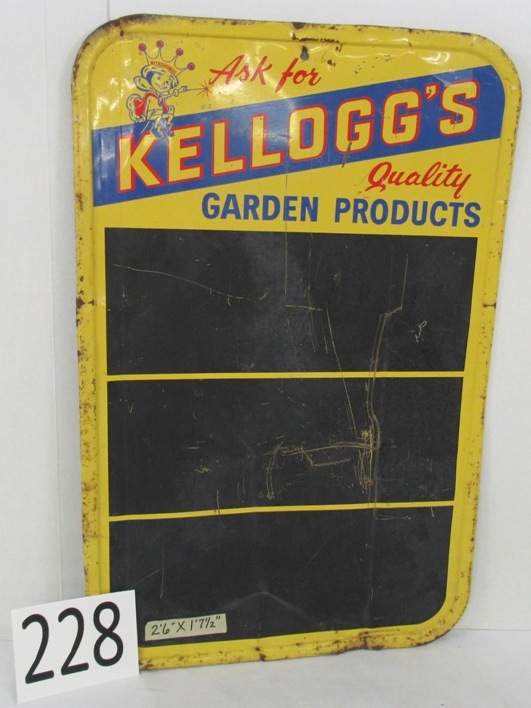 Ask for
KELLOGG'S
Quality
GARDEN PRODUCTS
2'6" X 1'7½"
228